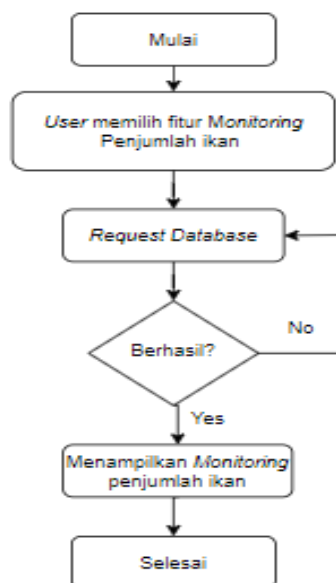 Mulai
User memilih fitur Monitoring
Penjumlah ikan
Request Database
Berhasil?
No
Yes
Menampilkan Monitoring
penjumlah ikan
Selesai